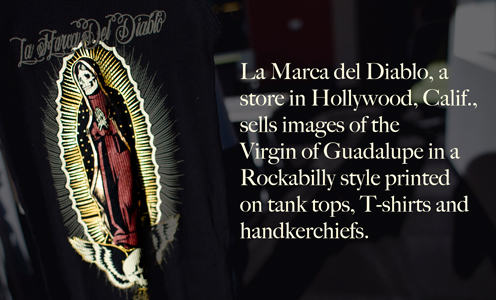 La Marca Del Diablo
La Marca del Diablo, a
store in Hollywood, Calif.,
sells images of the
Virgin of Guadalupe in a
Rockabilly style printed
on tank tops, T-shirts and
handkerchiefs.